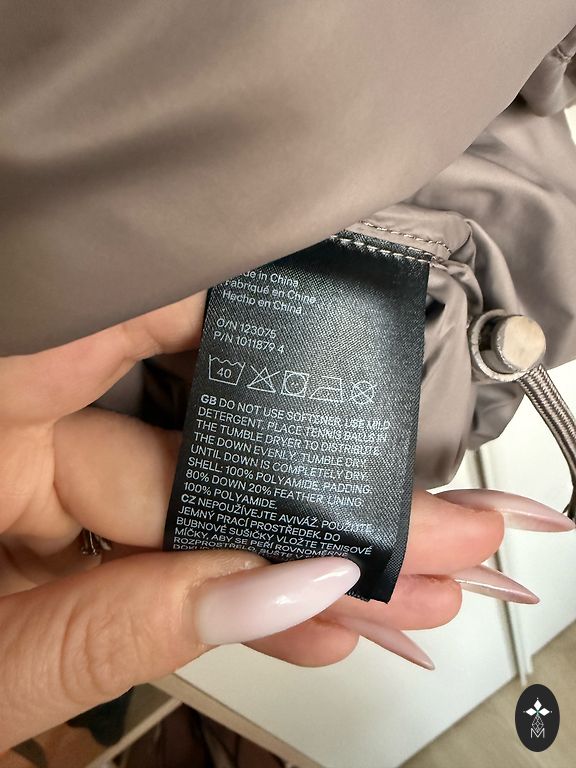 Made in China
Fabriqué en Chine
Hecho en China
O/N 123075
P/N 1011879 4
40
GB DO NOT USE SOFTENER, USE MILD
DETERGENT, PLACE TENNIS BALLS IN
THE TUMBLE DRYER TO DISTRIBUTE
THE DOWN EVENLY. TUMBLE DRY
UNTIL DOWN IS COMPLETELY DRY.
SHELL: 100% POLYAMIDE. PADDING:
80% DOWN 20% FEATHER. LINING:
100% POLYAMIDE.
CZ NEPOUŽÍVEJTE AVIVÁŽ. POUŽIJTE
JEMNÝ PRACÍ PROSTŘEDEK. DO
BUBNOVÉ SUŠIČKY VLOŽTE TENISOVÉ
MÍČKY, ABY SE PEŘÍ ROVNOMĚRNĚ
ROZPROSTŘELO. SUŠTE V
M